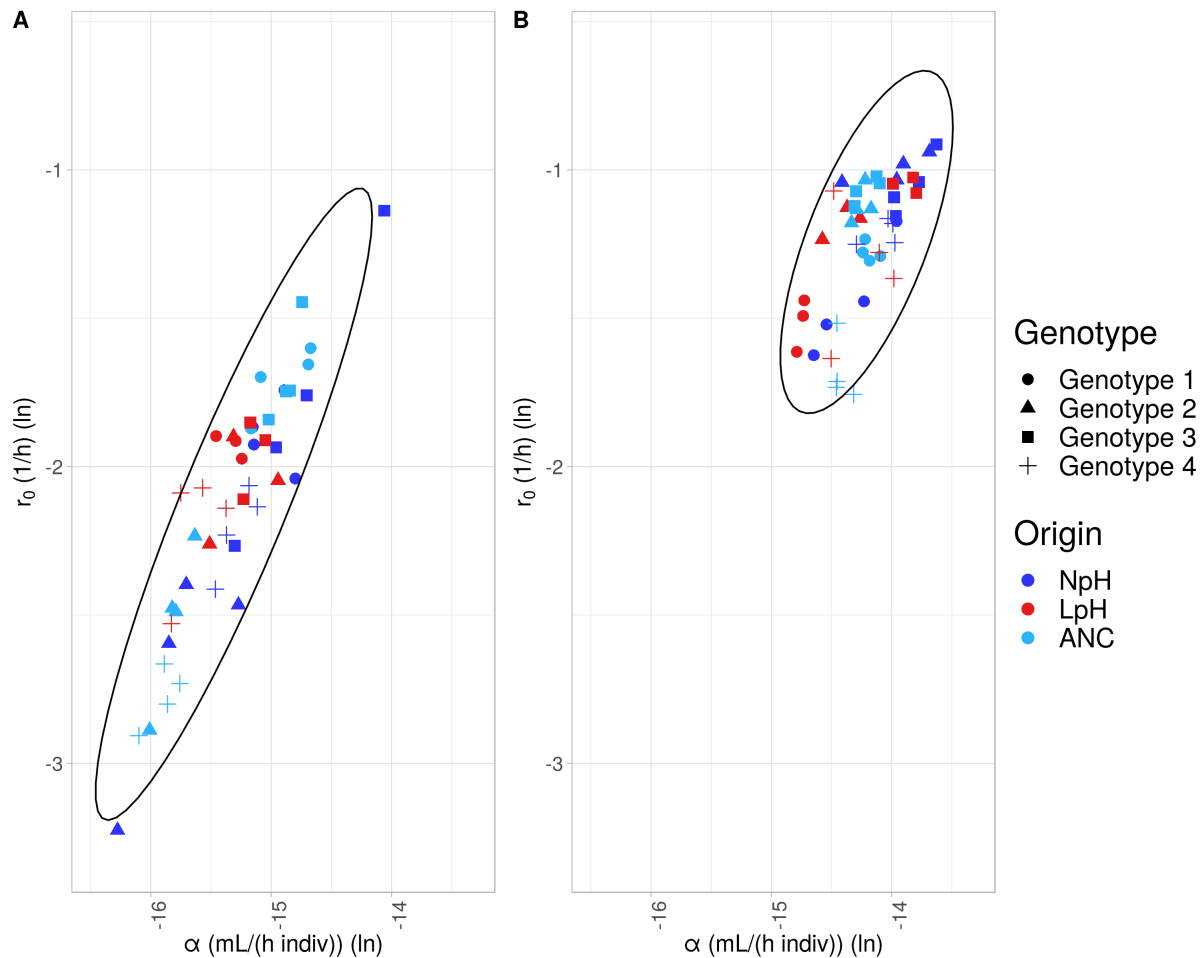 A
B
-1
-2
-3
r0 (1/h) (ln)
-16
-15
-14
α (mL/(h indiv)) (ln)
-1
-2
-3
r0 (1/h) (ln)
-16
-15
-14
α (mL/(h indiv)) (ln)
Genotype
Genotype 1
Genotype 2
Genotype 3
Genotype 4
Origin
NpH
LpH
ANC